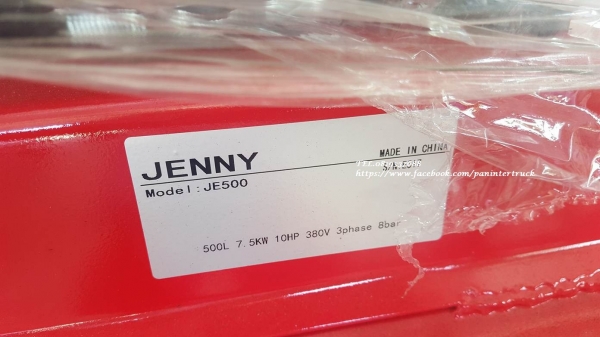 JENNY
MADE IN CHINA
Model:JE500
https://www.facebook.com/panintertruck
500L 7.5KW 10HP 380V 3phase 8bar